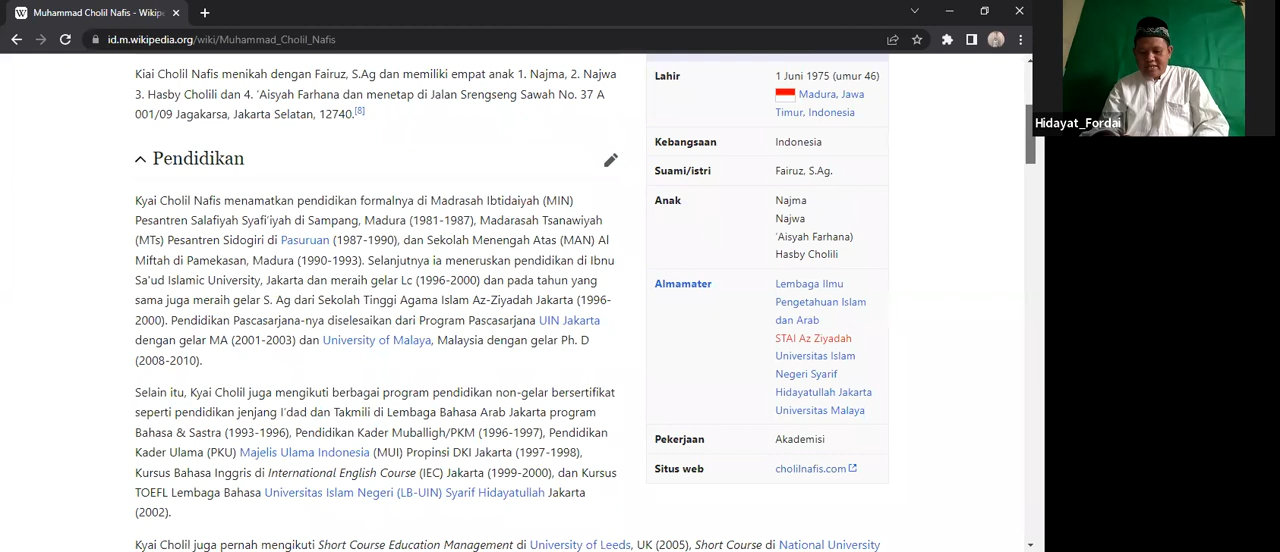 Muhammad Cholil Nafis - Wikip
id.m.wikipedia.org/wiki/Muhammad_Cholil_Nafis
Kiai Cholil Nafis menikah dengan Fairuz, S.Ag dan memiliki empat anak 1. Najma, 2. Najwa
3. Hasby Cholili dan 4. 'Aisyah Farhana dan menetap di Jalan Srengseng Sawah No. 37 A
001/09 Jagakarsa, Jakarta Selatan, 12740.[8]
Pendidikan
Kyai Cholil Nafis menamatkan pendidikan formalnya di Madrasah Ibtidaiyah (MIN)
Pesantren Salafiyah Syafi'iyah di Sampang, Madura (1981-1987), Madarasah Tsanawiyah
(MTs) Pesantren Sidogiri di Pasuruan (1987-1990), dan Sekolah Menengah Atas (MAN) Al
Miftah di Pamekasan, Madura (1990-1993). Selanjutnya ia meneruskan pendidikan di Ibnu
Sa'ud Islamic University, Jakarta dan meraih gelar Lc (1996-2000) dan pada tahun yang
sama juga meraih gelar S. Ag dari Sekolah Tinggi Agama Islam Az-Ziyadah Jakarta (1996-
2000). Pendidikan Pascasarjana-nya diselesaikan dari Program Pascasarjana UIN Jakarta
dengan gelar MA (2001-2003) dan University of Malaya, Malaysia dengan gelar Ph. D
(2008-2010).
Selain itu, Kyai Cholil juga mengikuti berbagai program pendidikan non-gelar bersertifikat
seperti pendidikan jenjang I'dad dan Takmili di Lembaga Bahasa Arab Jakarta program
Bahasa & Sastra (1993-1996), Pendidikan Kader Muballigh/PKM (1996-1997), Pendidikan
Kader Ulama (PKU) Majelis Ulama Indonesia (MUI) Propinsi DKI Jakarta (1997-1998),
Kursus Bahasa Inggris di International English Course (IEC) Jakarta (1999-2000), dan Kursus
TOEFL Lembaga Bahasa Universitas Islam Negeri (LB-UIN) Syarif Hidayatullah Jakarta
(2002).
Kyai Cholil juga pernah mengikuti Short Course Education Management di University of Leeds, UK (2005), Short Course di National University
Lahir 1 Juni 1975 (umur 46)
Madura, Jawa
Timur, Indonesia
Kebangsaan Indonesia
Suami/istri Fairuz, S.Ag.
Anak Najma
Najwa
'Aisyah Farhana)
Hasby Cholili
Almamater Lembaga Ilmu
Pengetahuan Islam
dan Arab
STAI Az Ziyadah
Universitas Islam
Negeri Syarif
Hidayatullah Jakarta
Universitas Malaya
Pekerjaan Akademisi
Situs web cholilnafis.com
Hidayat_Fordai